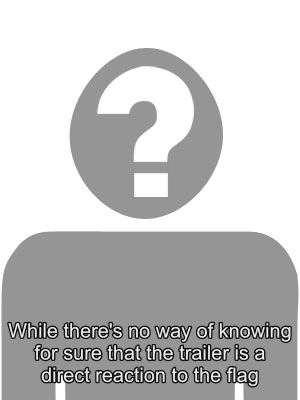 ?
While there's no way of knowing
for sure that the trailer is a
direct reaction to the flag